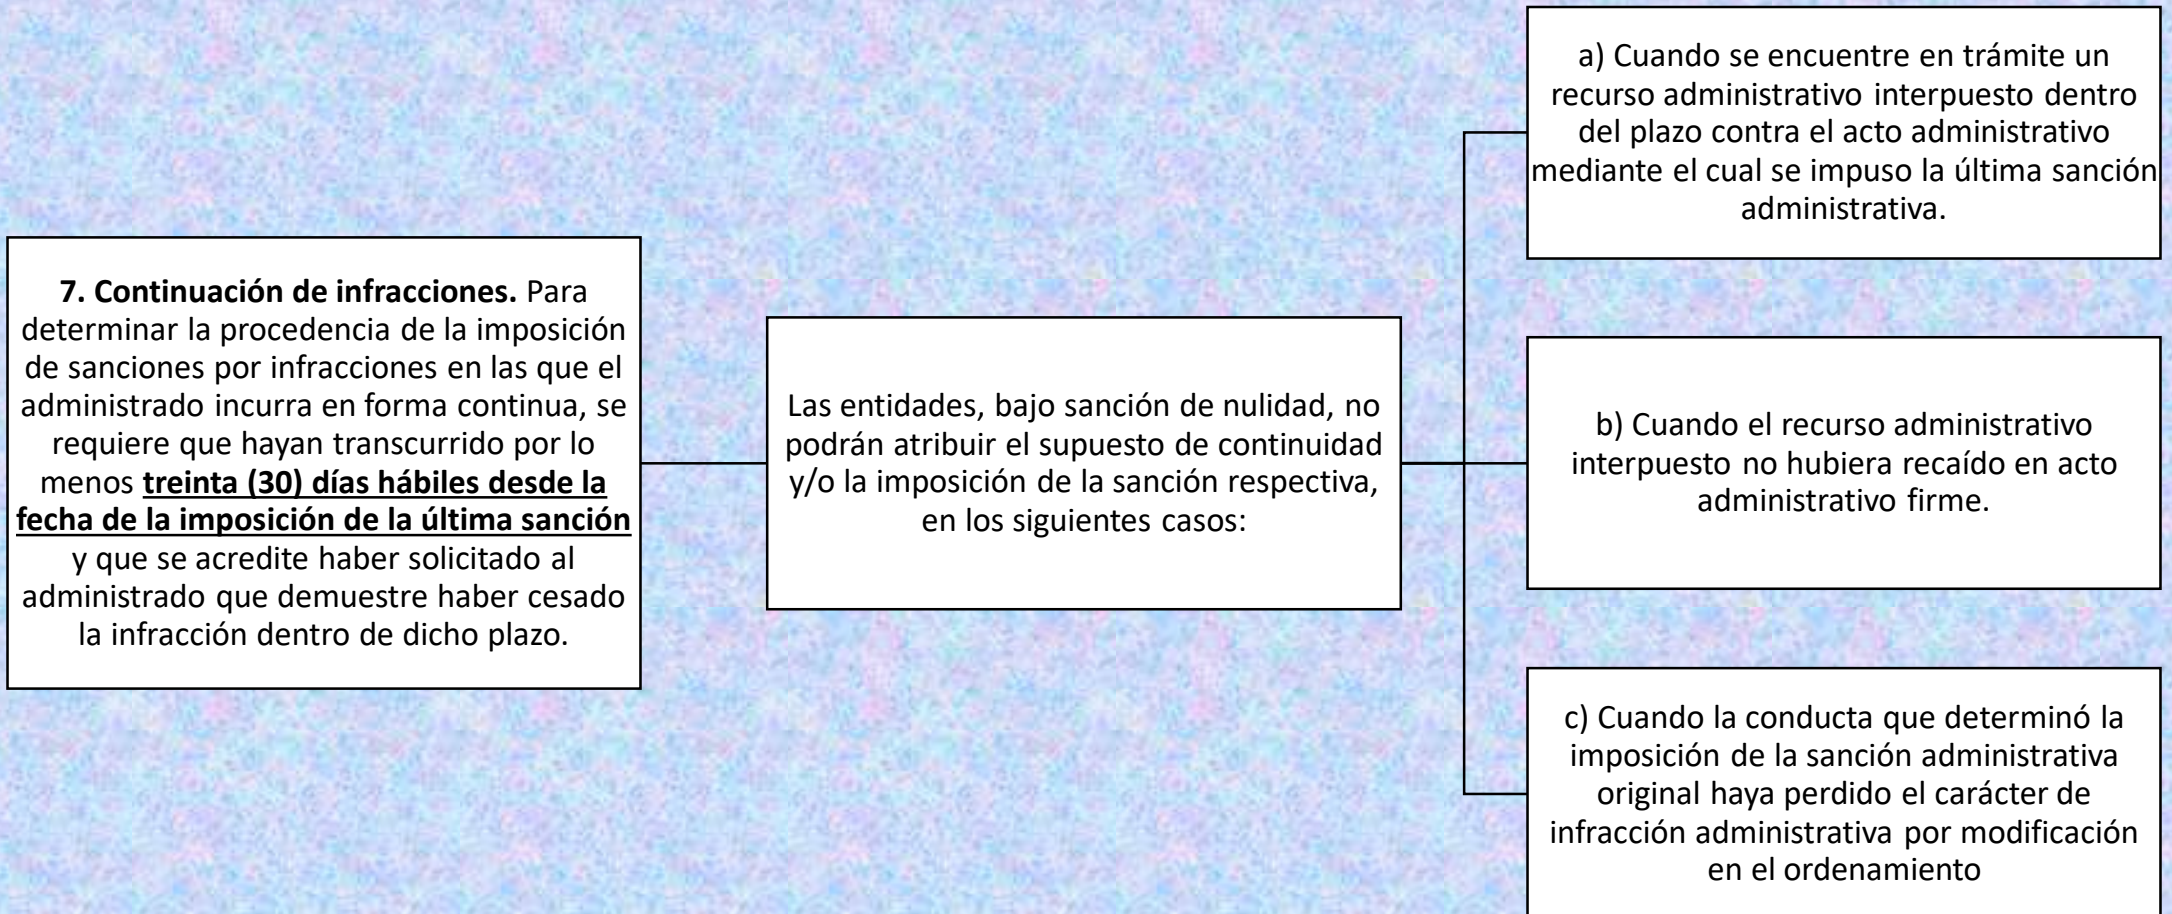 7. Continuación de infracciones. Para
determinar la procedencia de la imposición
de sanciones por infracciones en las que el
administrado incurra en forma continua, se
requiere que hayan transcurrido por lo
menos treinta (30) días hábiles desde la
fecha de la imposición de la última sanción
y que se acredite haber solicitado al
administrado que demuestre haber cesado
la infracción dentro de dicho plazo.
Las entidades, bajo sanción de nulidad, no
podrán atribuir el supuesto de continuidad
y/o la imposición de la sanción respectiva,
en los siguientes casos:
a) Cuando se encuentre en trámite un
recurso administrativo interpuesto dentro
del plazo contra el acto administrativo
mediante el cual se impuso la última sanción
administrativa.
b) Cuando el recurso administrativo
interpuesto no hubiera recaído en acto
administrativo firme.
c) Cuando la conducta que determinó la
imposición de la sanción administrativa
original haya perdido el carácter de
infracción administrativa por modificación
en el ordenamiento